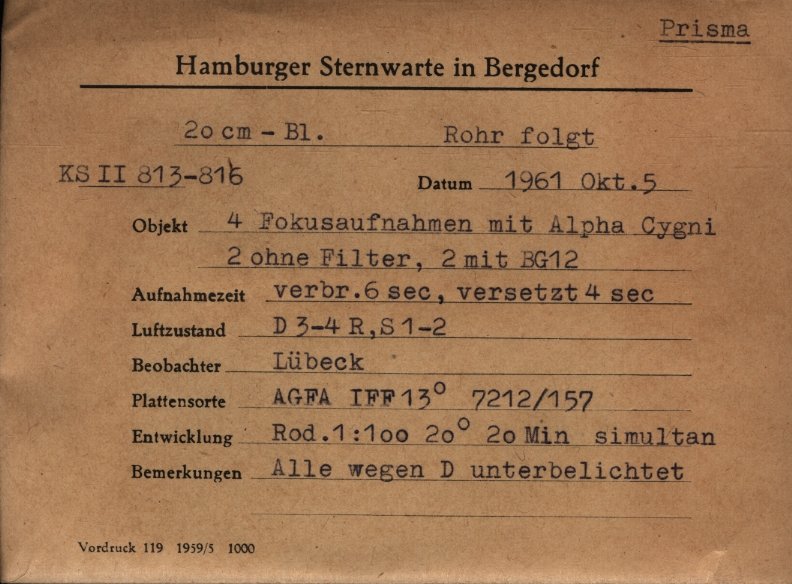 Prisma
Hamburger Sternwarte in Bergedorf
20 cm - Bl. Rohr folgt
KS II 813-816 Datum 1961 Okt.5
Objekt 4 Fokusaufnahmen mit Alpha Cygni
2 ohne Filter, 2 mit BG12
Aufnahmezeit verbr.6 sec, versetzt 4 sec
Luftzustand D 3-4 R,S 1-2
Beobachter Lübeck
Plattensorte AGFA IFF 13° 7212/157
Entwicklung Rod.1:100 20° 20 Min simultan
Bemerkungen Alle wegen D unterbelichtet
Vordruck 119 1959/5 1000